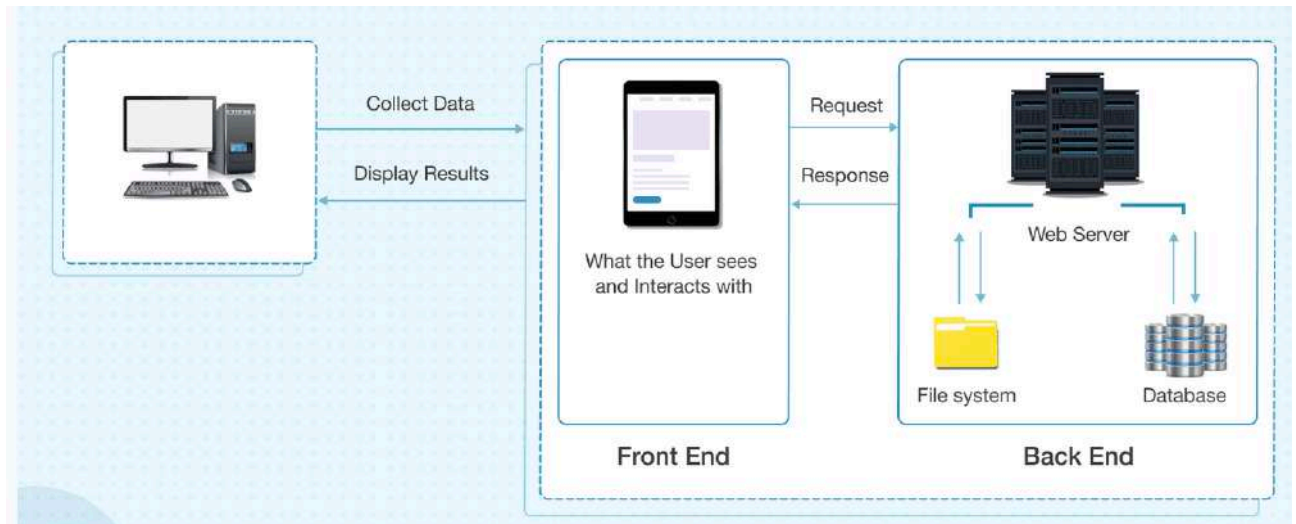 Collect Data
Display Results
What the User sees
and Interacts with
Front End
Request
Response
Web Server
File system
Database
Back End